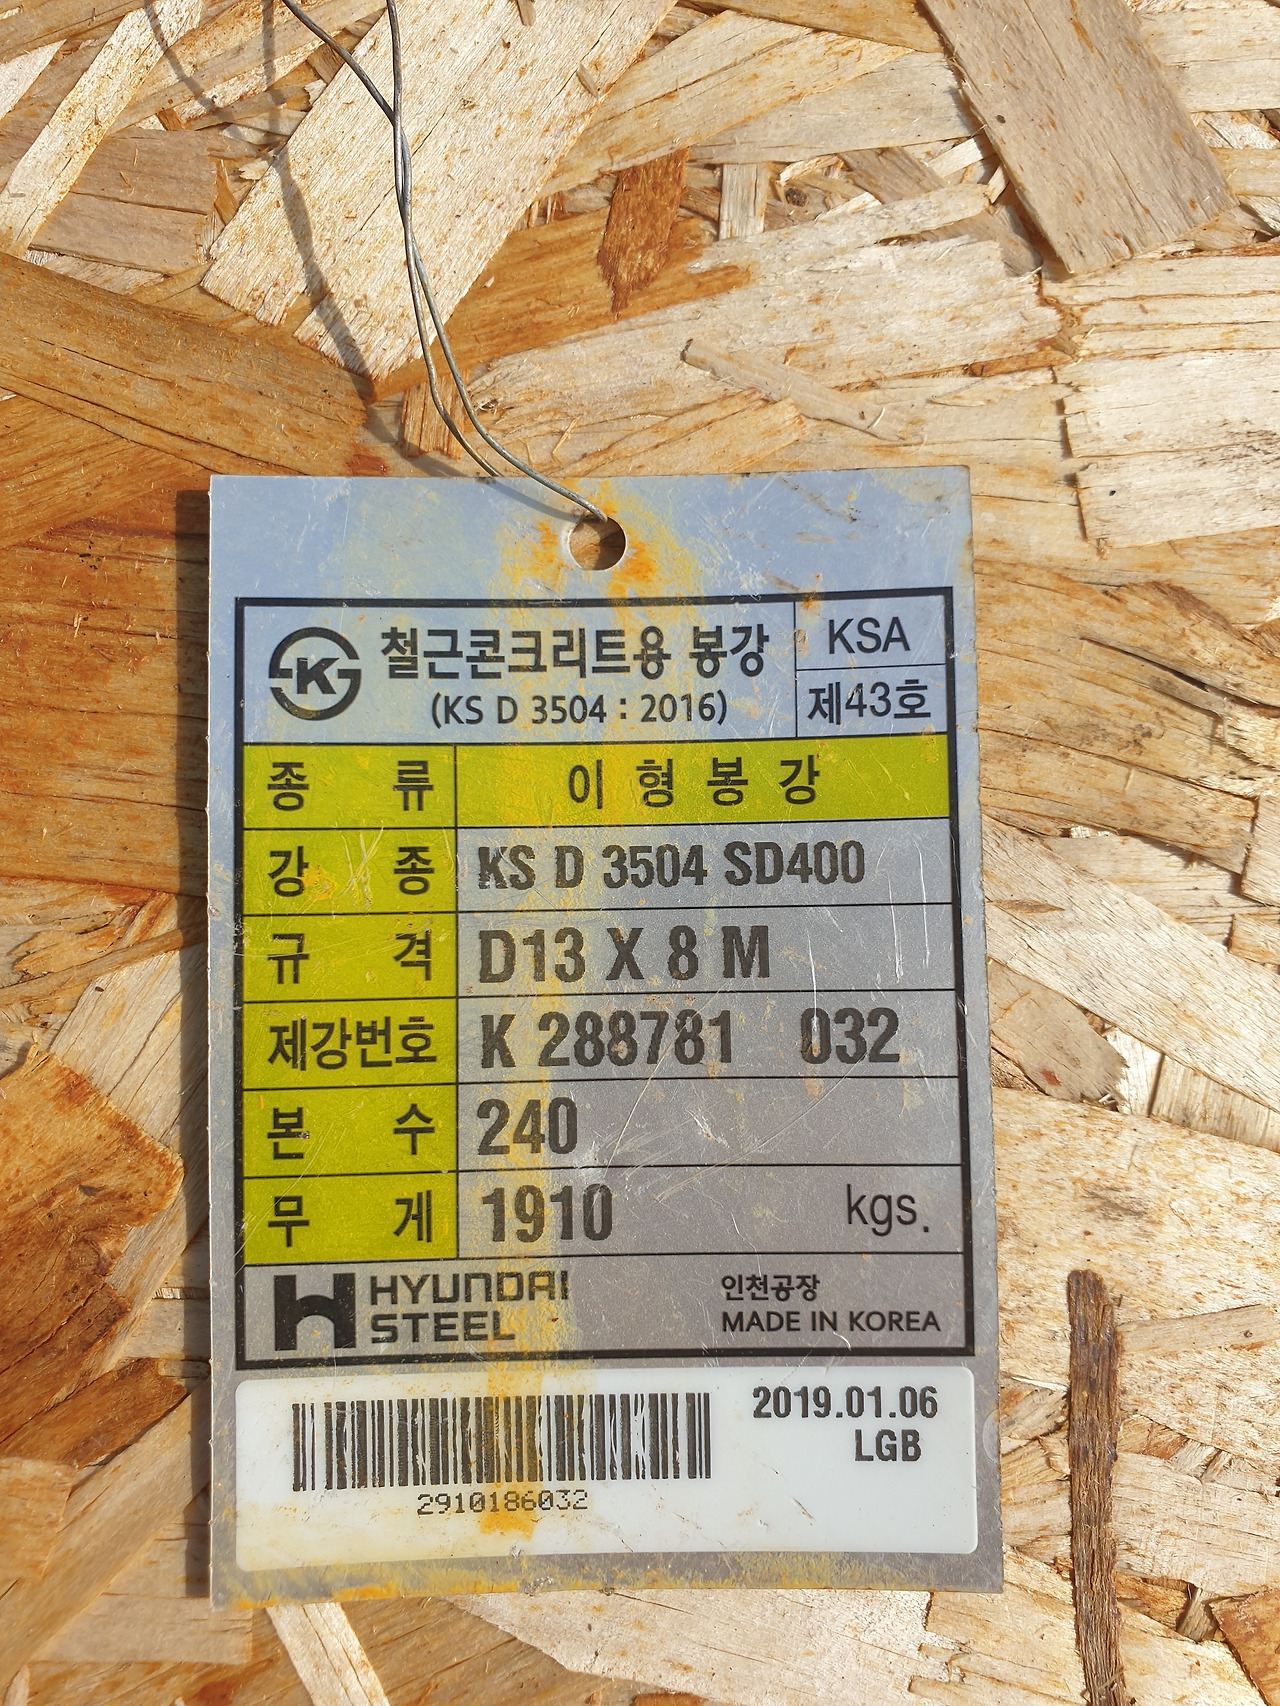 K 철근콘크리트용 봉강 KSA
(KS D 3504 : 2016) 제43호
종 류 이 형 봉 강
강 종 KS D 3504 SD400
규 격 D13 X 8 M
제강번호 K 288781 032
본 수 240
무 게 1910 kgs.
HYUNDAI 인천공장
STEEL MADE IN KOREA
2019.01.06
LGB
2910186032